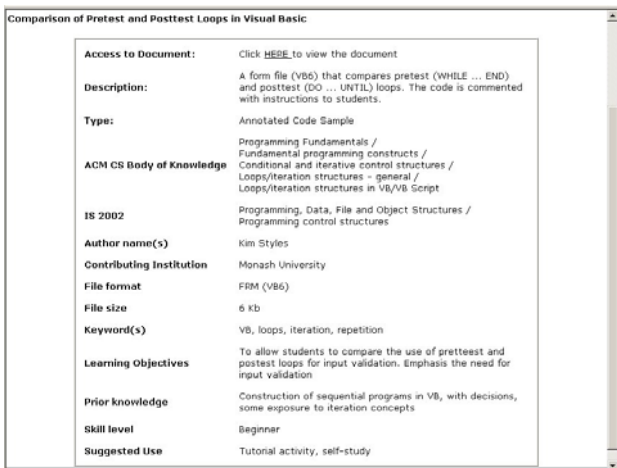 Comparison of Pretest and Posttest Loops in Visual Basic
Access to Document: Click HERE to view the document
Description: A form file (VB6) that compares pretest (WHILE ... END)
and posttest (DO ... UNTIL) loops. The code is commented
with instructions to students.
Type: Annotated Code Sample
ACM CS Body of Knowledge Programming Fundamentals /
Fundamental programming constructs /
Conditional and iterative control structures /
Loops/iteration structures - general /
Loops/iteration structures in VB/VB Script
IS 2002 Programming, Data, File and Object Structures /
Programming control structures
Author name(s) Kim Styles
Contributing Institution Monash University
File format FRM (VB6)
File size 6 Kb
Keyword(s) VB, loops, iteration, repetition
Learning Objectives To allow students to compare the use of pretteest and
postest loops for input validation. Emphasis the need for
input validation
Prior knowledge Construction of sequential programs in VB, with decisions,
some exposure to iteration concepts
Skill level Beginner
Suggested Use Tutorial activity, self-study